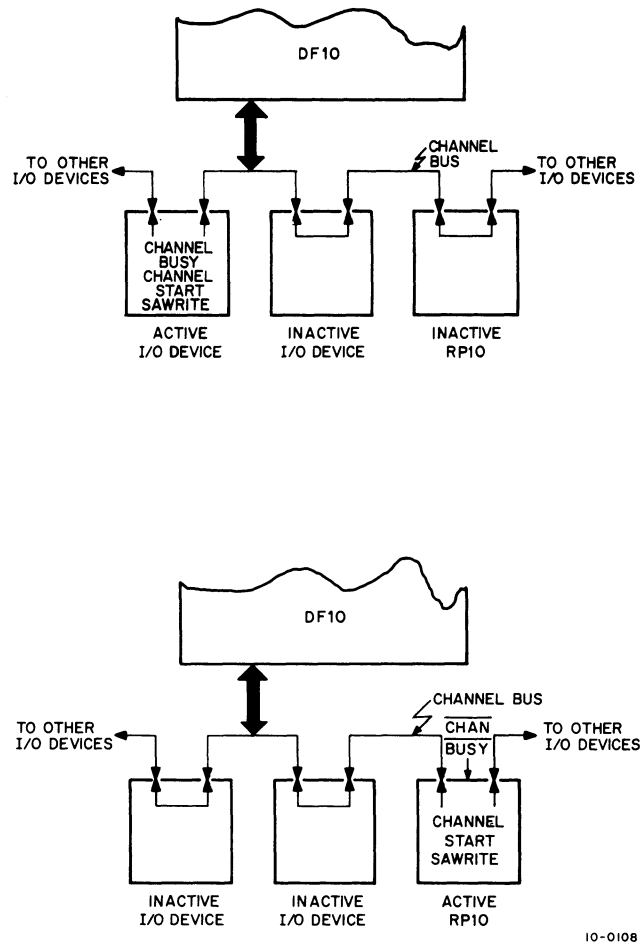 DF10
CHANNEL
BUS
TO OTHER
I/O DEVICES
TO OTHER
I/O DEVICES
CHANNEL
BUSY
CHANNEL
START
SAWRITE
ACTIVE
I/O DEVICE
INACTIVE
I/O DEVICE
INACTIVE
RP10
DF10
CHANNEL BUS
TO OTHER
I/O DEVICES
CHAN
BUSY
TO OTHER
I/O DEVICES
CHANNEL
START
SAWRITE
INACTIVE
I/O DEVICE
INACTIVE
I/O DEVICE
ACTIVE
RP10
10-0108